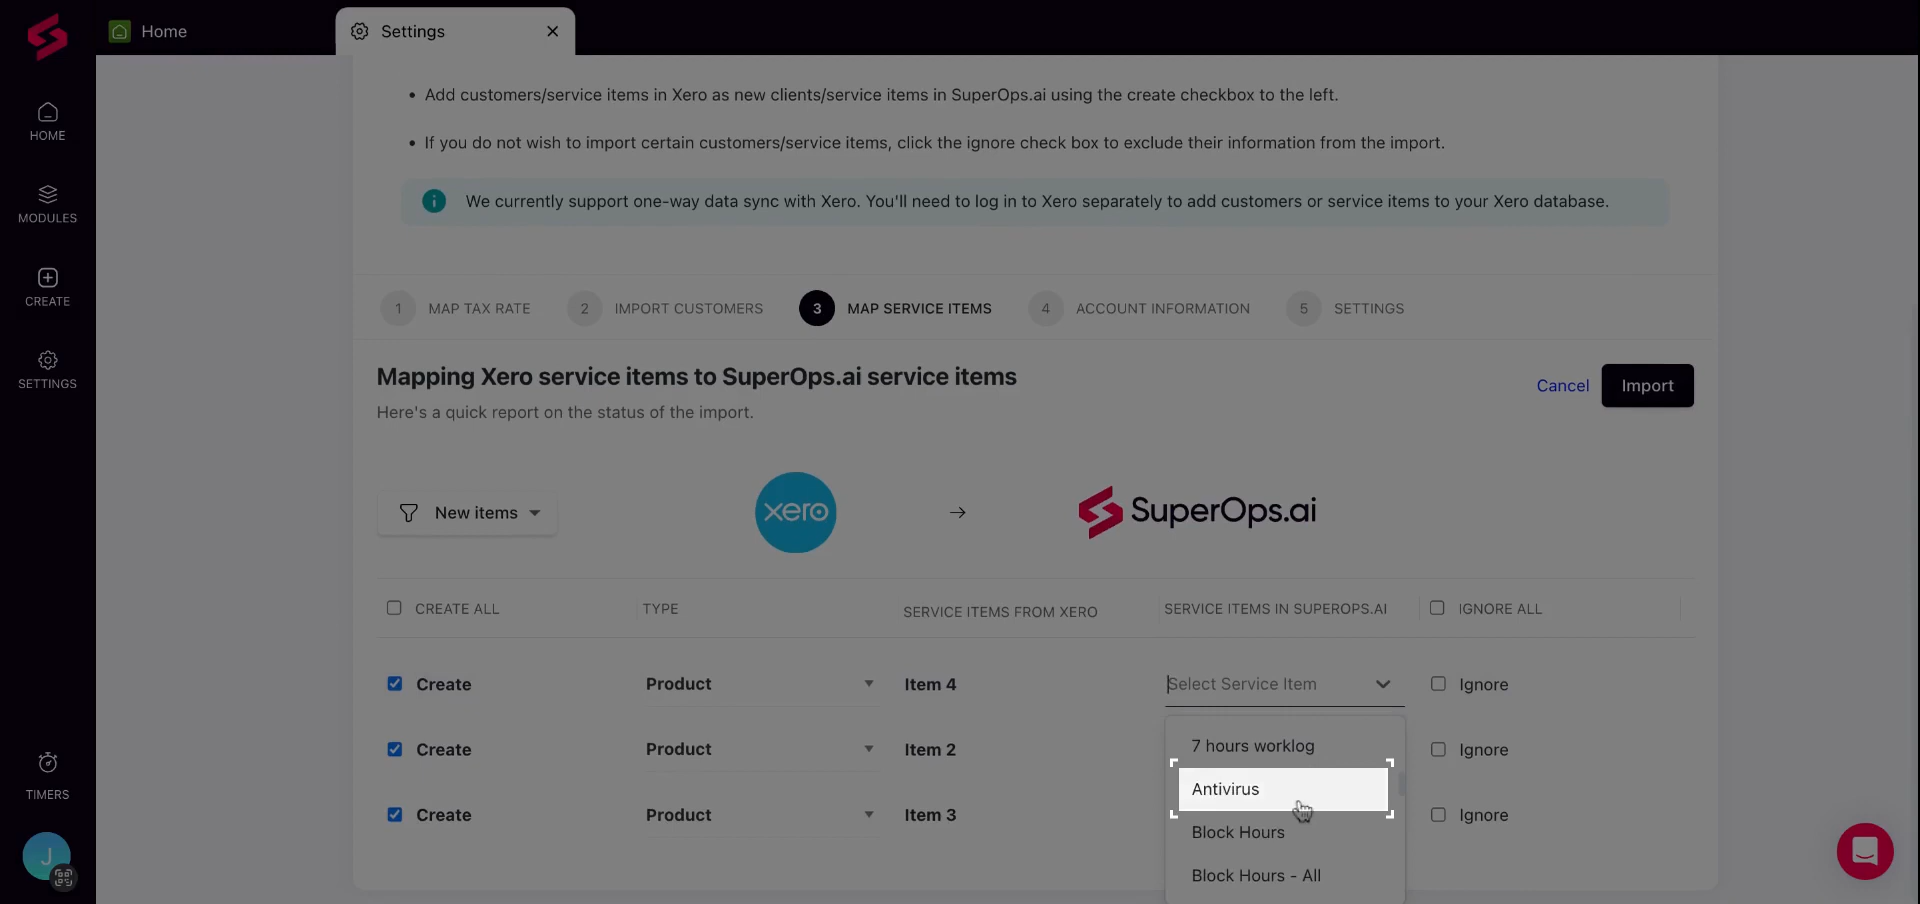 Home
Settings
HOME
MODULES
CREATE
SETTINGS
TIMERS
J
• Add customers/service items in Xero as new clients/service items in SuperOps.ai using the create checkbox to the left.
• If you do not wish to import certain customers/service items, click the ignore check box to exclude their information from the import.
We currently support one-way data sync with Xero. You'll need to log in to Xero separately to add customers or service items to your Xero database.
1 MAP TAX RATE 2 IMPORT CUSTOMERS 3 MAP SERVICE ITEMS 4 ACCOUNT INFORMATION 5 SETTINGS
Mapping Xero service items to SuperOps.ai service items
Here's a quick report on the status of the import.
Cancel Import
New items xero → SuperOps.ai
CREATE ALL TYPE SERVICE ITEMS FROM XERO SERVICE ITEMS IN SUPEROPS.AI IGNORE ALL
Create Product Item 4 Select Service Item Ignore
Create Product Item 2 Ignore
Create Product Item 3 Ignore
7 hours worklog
Antivirus
Block Hours
Block Hours - All